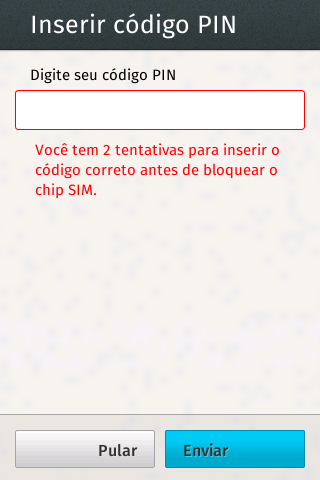 Inserir código PIN
Digite seu código PIN
Você tem 2 tentativas para inserir o
código correto antes de bloquear o
chip SIM.
Pular
Enviar